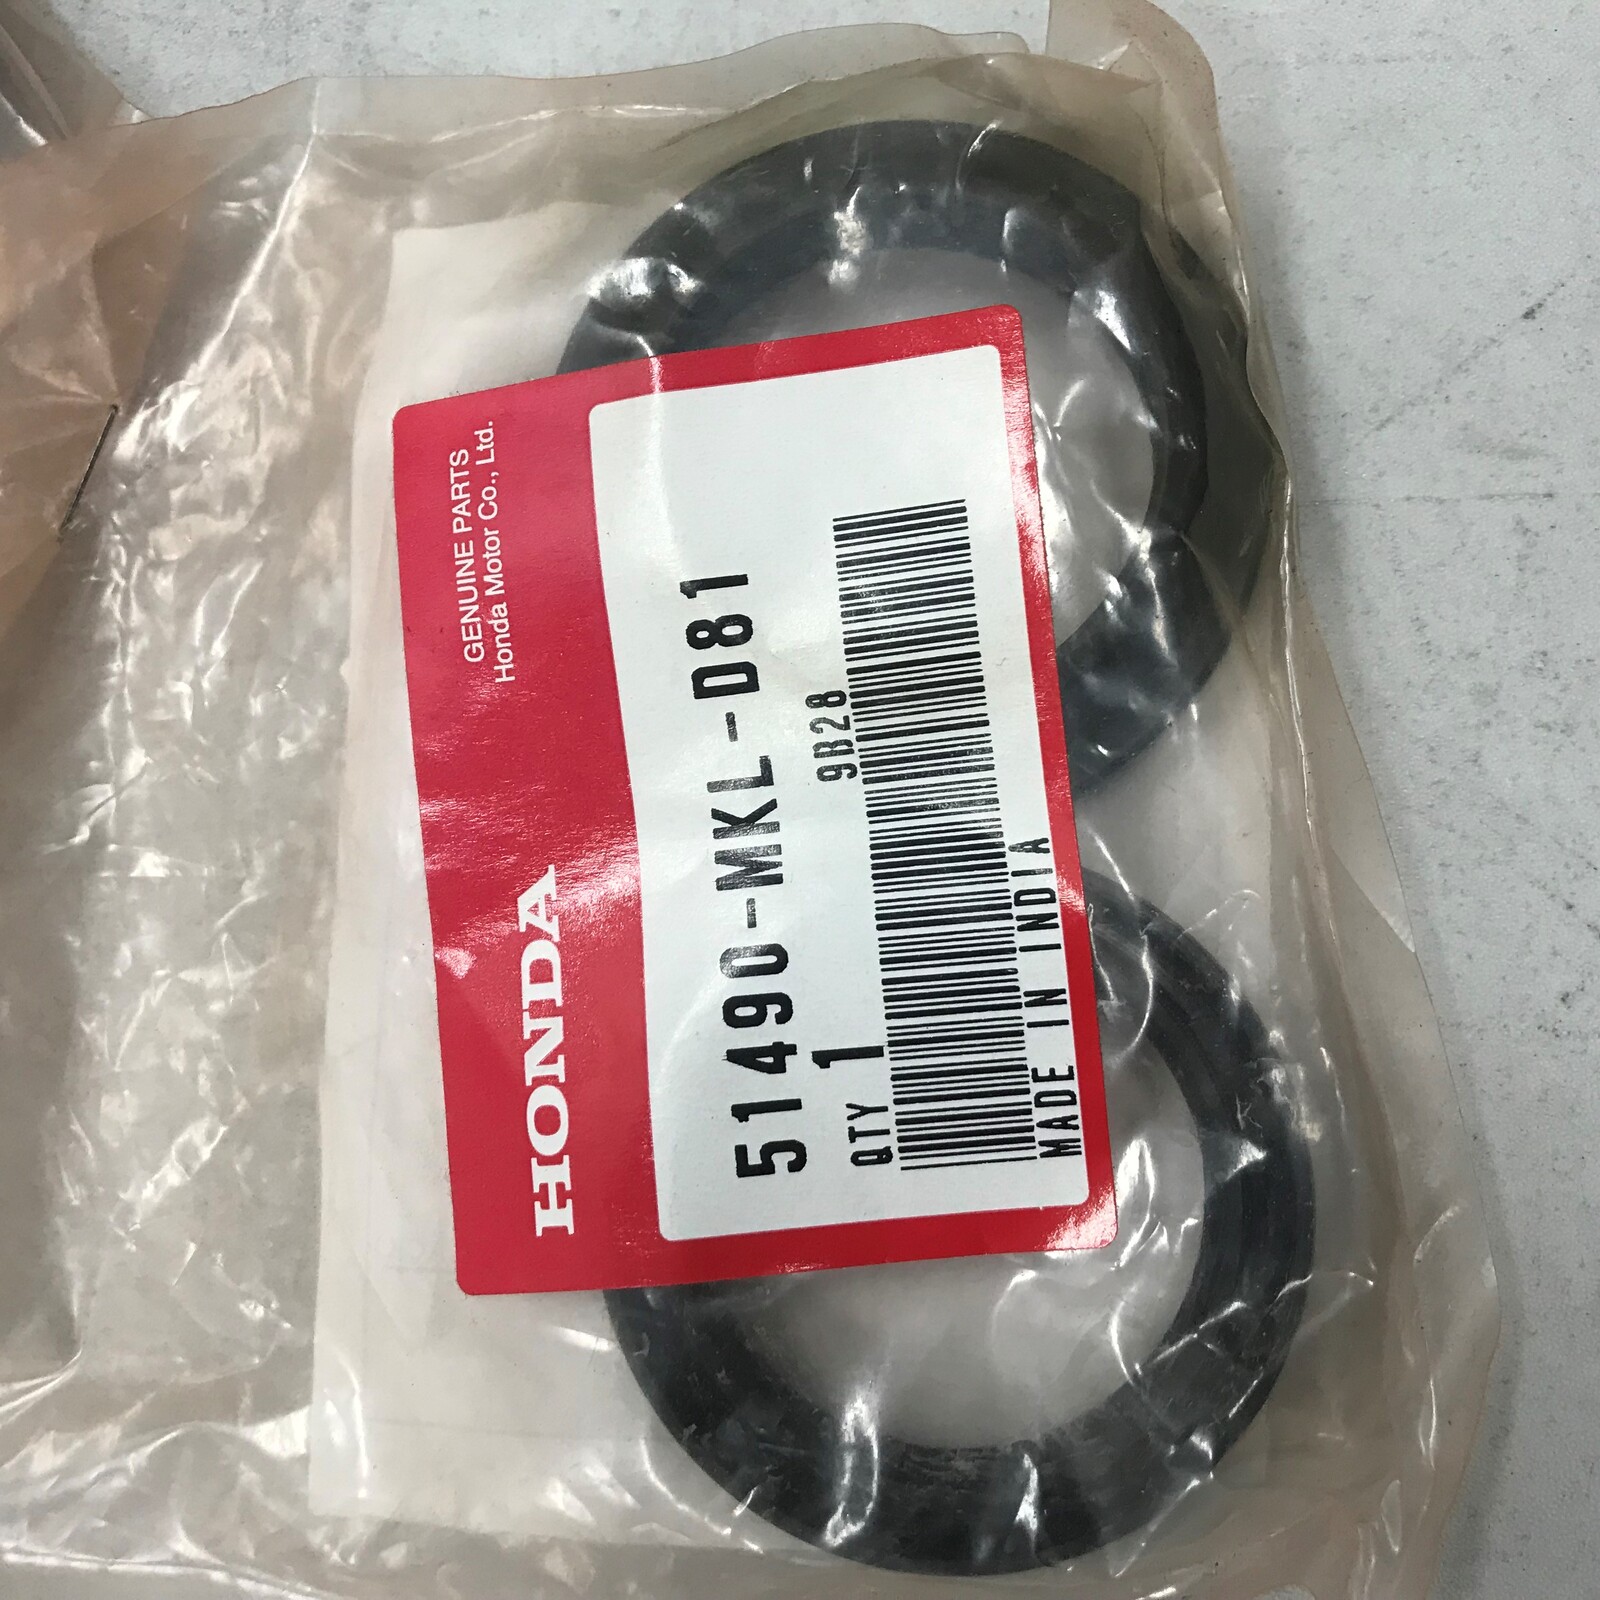 GENUINE PARTS
Honda Motor Co., Ltd.
HONDA
51490-MKL-D81
QTY 1 9B28
MADE IN INDIA